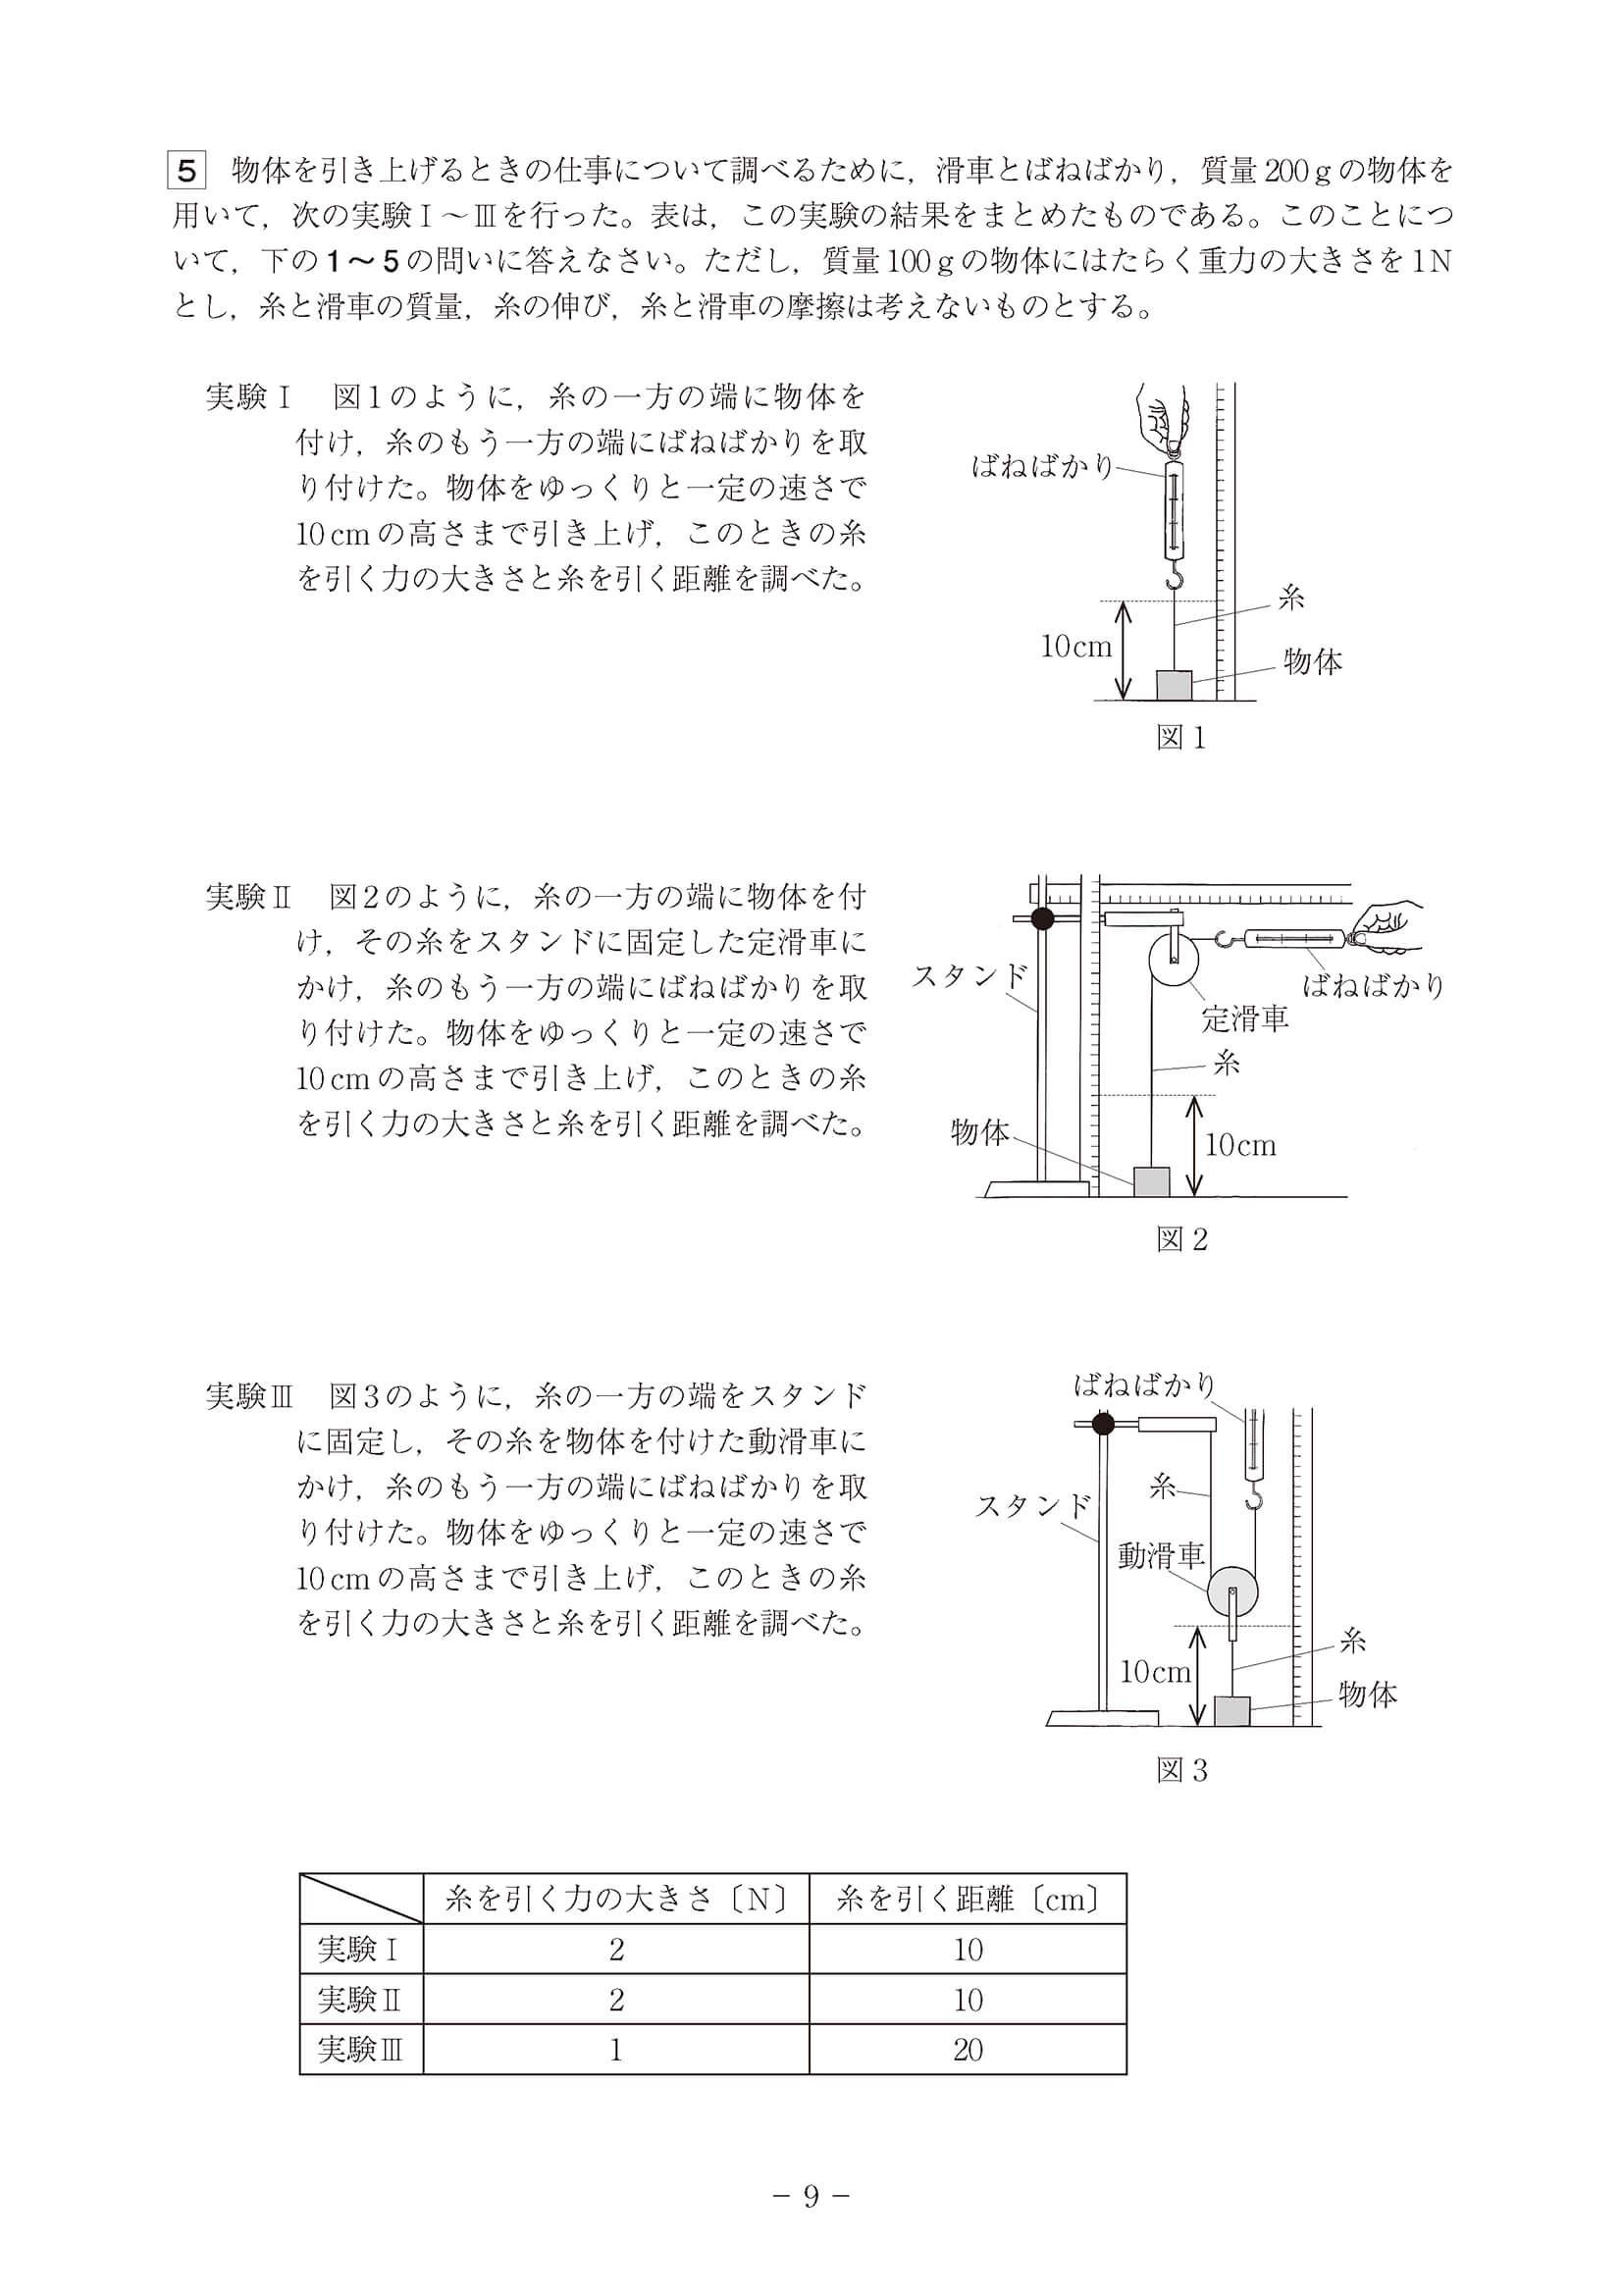 5 物体を引き上げるときの仕事について調べるために，滑車とばねばかり，質量200gの物体を
用いて，次の実験Ⅰ～Ⅲを行った。表は，この実験の結果をまとめたものである。このことにつ
いて，下の1～5の問いに答えなさい。ただし，質量100gの物体にはたらく重力の大きさを1N
とし，糸と滑車の質量，糸の伸び，糸と滑車の摩擦は考えないものとする。
実験Ⅰ 図1のように，糸の一方の端に物体を
付け，糸のもう一方の端にばねばかりを取
り付けた。物体をゆっくりと一定の速さで
10cmの高さまで引き上げ，このときの糸
を引く力の大きさと糸を引く距離を調べた。
ばねばかり
糸
10cm
物体
図1
実験Ⅱ 図2のように，糸の一方の端に物体を付
け，その糸をスタンドに固定した定滑車に
かけ，糸のもう一方の端にばねばかりを取
り付けた。物体をゆっくりと一定の速さで
10cmの高さまで引き上げ，このときの糸
を引く力の大きさと糸を引く距離を調べた。
スタンド
ばねばかり
定滑車
糸
物体
10cm
図2
実験Ⅲ 図3のように，糸の一方の端をスタンド
に固定し，その糸を物体を付けた動滑車に
かけ，糸のもう一方の端にばねばかりを取
り付けた。物体をゆっくりと一定の速さで
10cmの高さまで引き上げ，このときの糸
を引く力の大きさと糸を引く距離を調べた。
ばねばかり
糸
スタンド
動滑車
糸
10cm
物体
図3
糸を引く力の大きさ〔N〕 糸を引く距離〔cm〕
実験Ⅰ 2 10
実験Ⅱ 2 10
実験Ⅲ 1 20
－9－